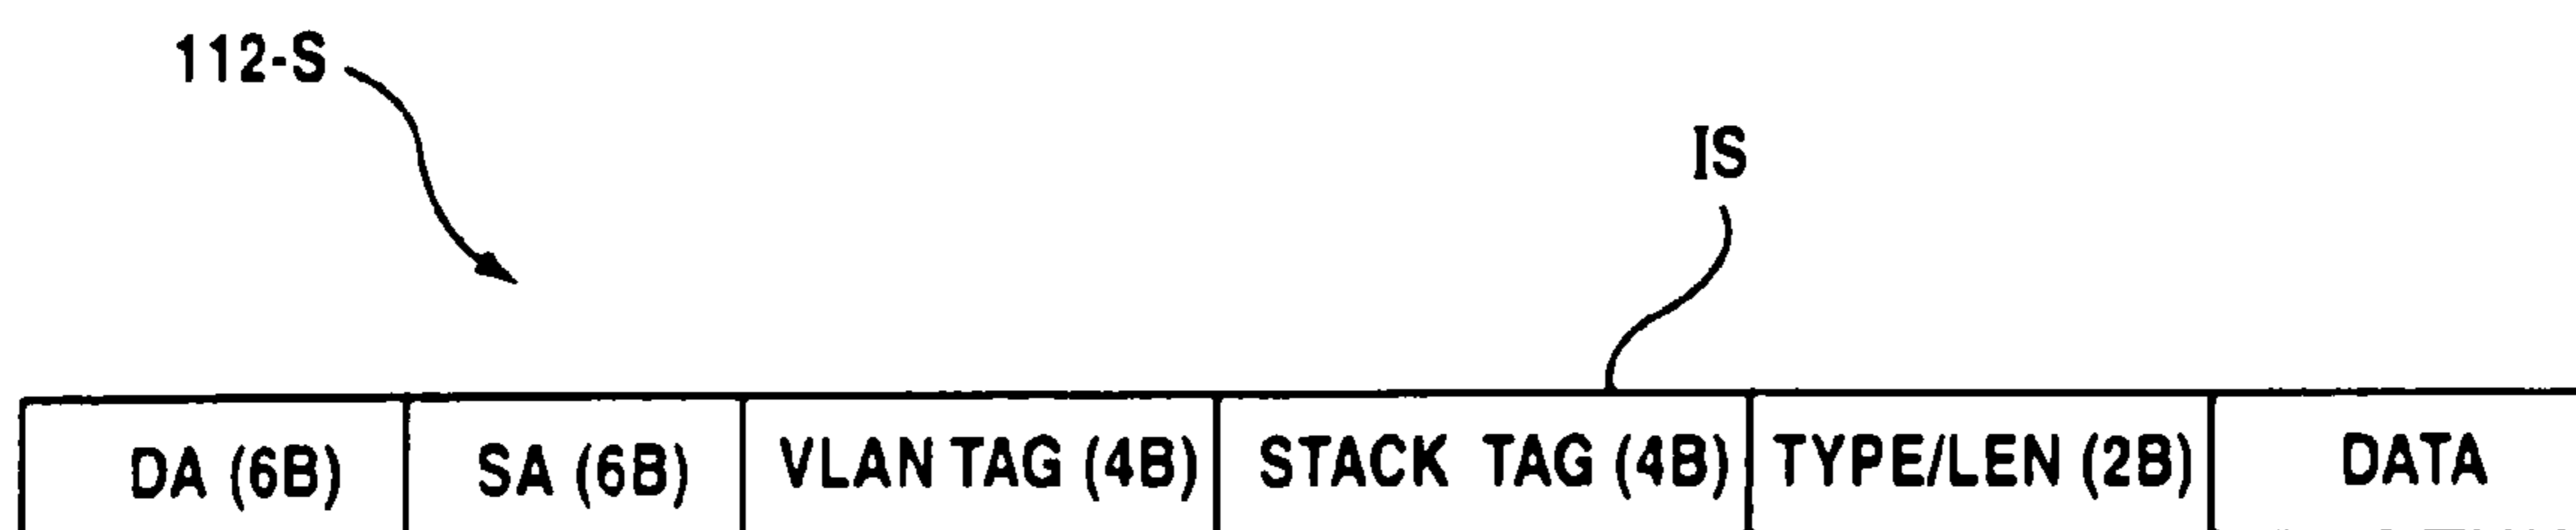 112-S
IS
DA (6B) SA (6B) VLAN TAG (4B) STACK TAG (4B) TYPE/LEN (2B) DATA